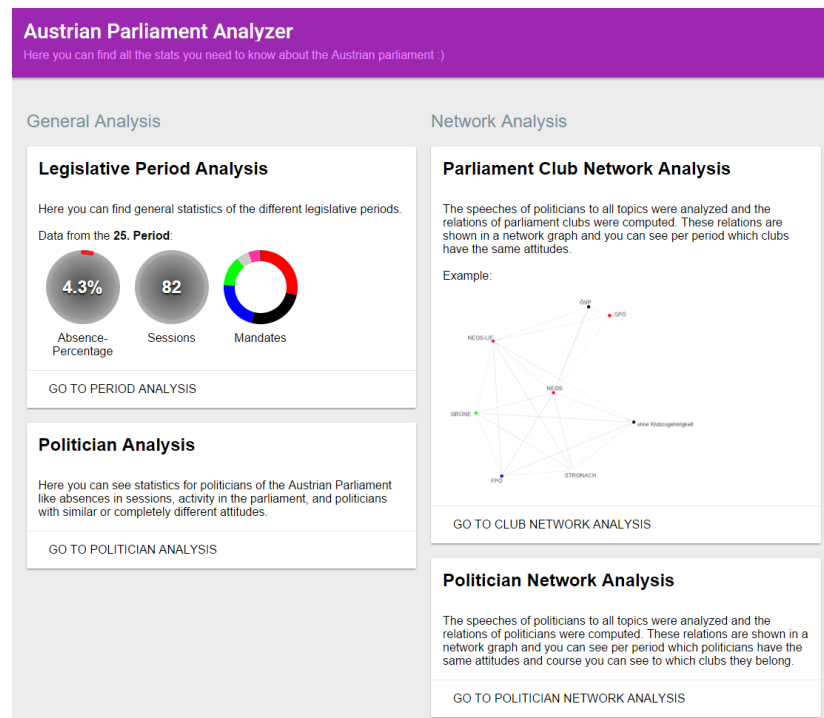 Austrian Parliament Analyzer
Here you can find all the stats you need to know about the Austrian parliament :)
General Analysis
Legislative Period Analysis
Here you can find general statistics of the different legislative periods.
Data from the 25. Period:
4.3%
82
Absence-
Percentage
Sessions
Mandates
GO TO PERIOD ANALYSIS
Politician Analysis
Here you can see statistics for politicians of the Austrian Parliament
like absences in sessions, activity in the parliament, and politicians
with similar or completely different attitudes.
GO TO POLITICIAN ANALYSIS
Network Analysis
Parliament Club Network Analysis
The speeches of politicians to all topics were analyzed and the
relations of parliament clubs were computed. These relations are
shown in a network graph and you can see per period which clubs
have the same attitudes.
Example:
ÖVP
SPÖ
NEOS-LIF
NEOS
GRÜNE
ohne Klubzugehörigkeit
FPÖ
STRONACH
GO TO CLUB NETWORK ANALYSIS
Politician Network Analysis
The speeches of politicians to all topics were analyzed and the
relations of politicians were computed. These relations are shown in a
network graph and you can see per period which politicians have the
same attitudes and course you can see to which clubs they belong.
GO TO POLITICIAN NETWORK ANALYSIS